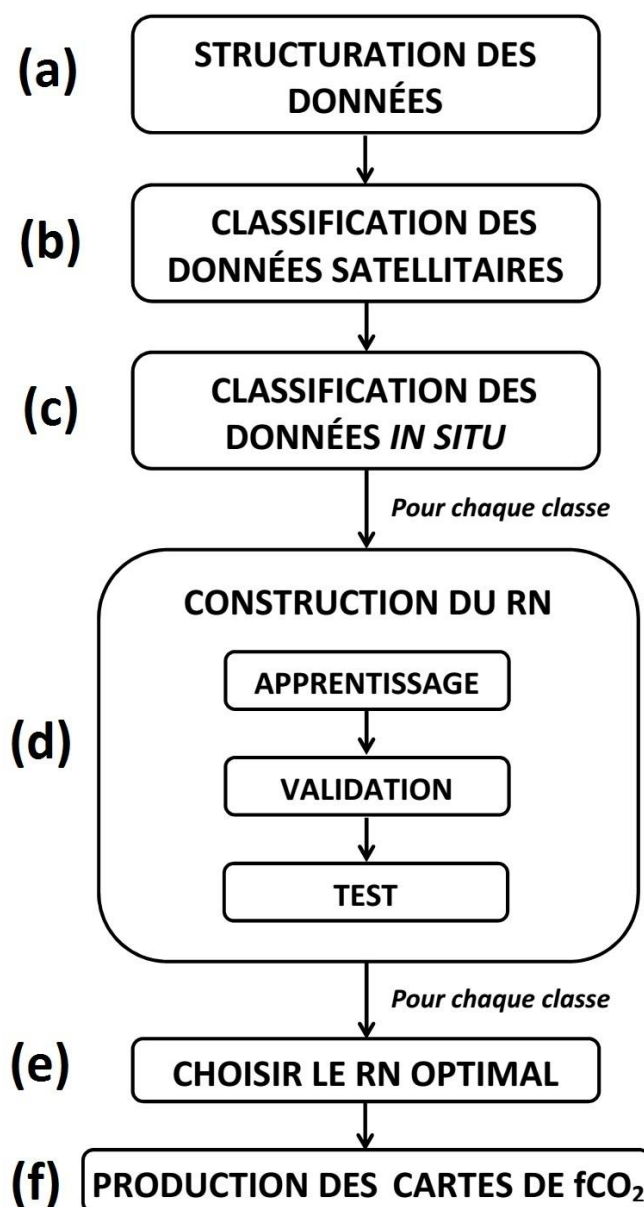 (a)
STRUCTURATION DES
DONNÉES
(b)
CLASSIFICATION DES
DONNÉES SATELLITAIRES
(c)
CLASSIFICATION DES
DONNÉES IN SITU
Pour chaque classe
(d)
CONSTRUCTION DU RN
APPRENTISSAGE
VALIDATION
TEST
Pour chaque classe
(e)
CHOISIR LE RN OPTIMAL
(f)
PRODUCTION DES CARTES DE fCO₂